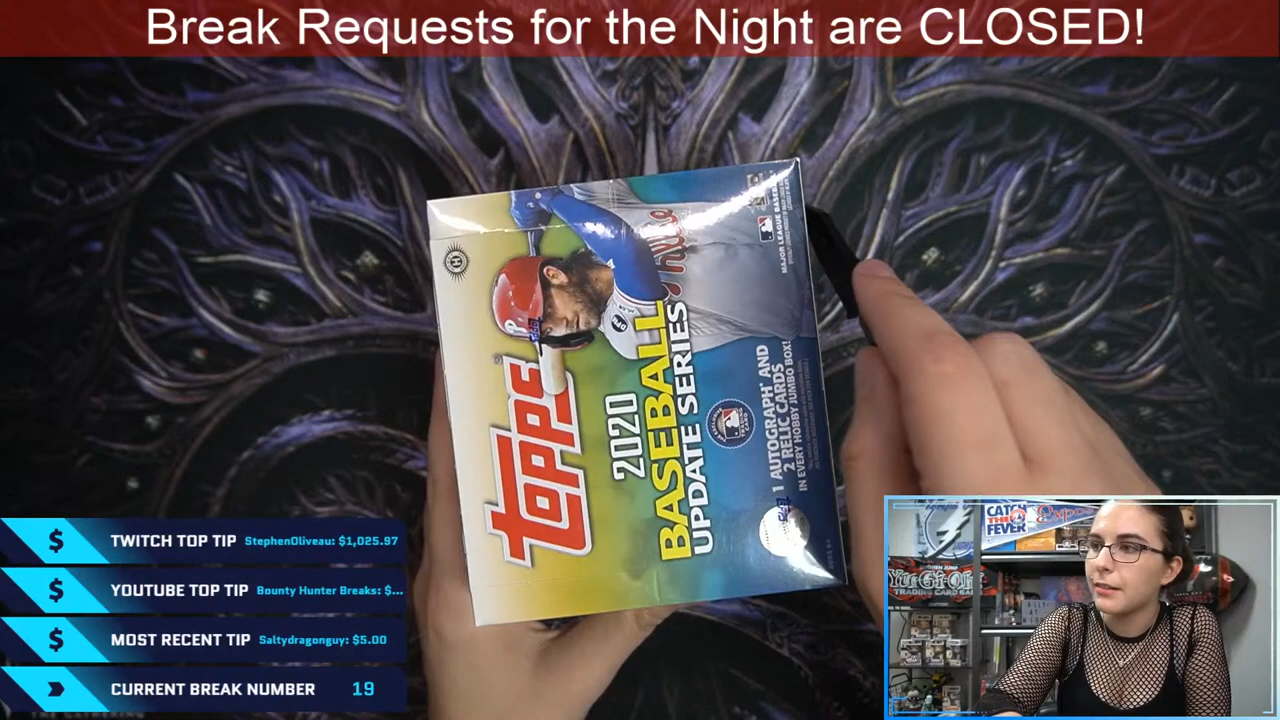 Break Requests for the Night are CLOSED!
TOPPS
2020
BASEBALL
UPDATE SERIES
1 AUTOGRAPH* AND
2 RELIC CARDS
IN EVERY HOBBY JUMBO BOX!
MAJOR LEAGUE BASEBALL
Phillies
P
H
$ TWITCH TOP TIP StephenOliveau: $1,025.97
$ YOUTUBE TOP TIP Bounty Hunter Breaks: $...
$ MOST RECENT TIP Saltydragonguy: $5.00
CURRENT BREAK NUMBER 19
CATCH
THE
FEVER
Expos
Yu-Gi-Oh!
TRADING CARD GAME